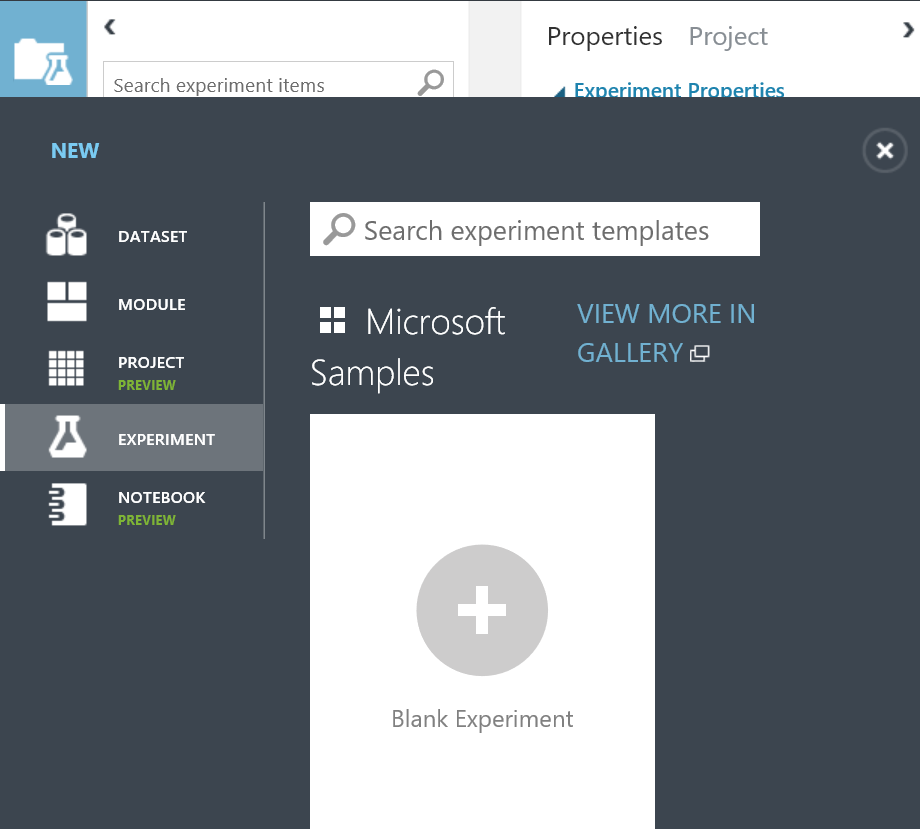 Search experiment items
Properties Project
Experiment Properties
NEW
DATASET
MODULE
PROJECT
PREVIEW
EXPERIMENT
NOTEBOOK
PREVIEW
Search experiment templates
Microsoft
Samples
VIEW MORE IN
GALLERY
Blank Experiment